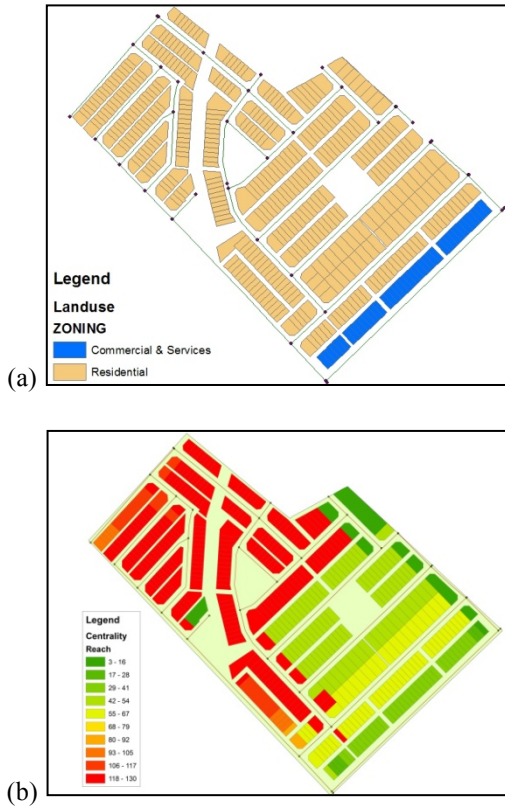 Legend
Landuse
ZONING
Commercial & Services
Residential
(a)
Legend
Centrality
Reach
3 - 16
17 - 28
29 - 41
42 - 54
55 - 67
68 - 79
80 - 92
93 - 105
106 - 117
118 - 130
(b)